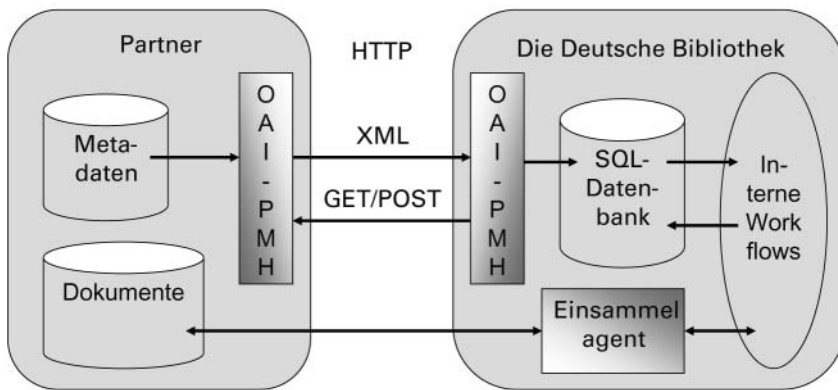 Partner
HTTP
Die Deutsche Bibliothek
Meta-
daten
O
A
I
-
P
M
H
XML
GET/POST
O
A
I
-
P
M
H
SQL-
Daten-
bank
In-
terne
Work
flows
Dokumente
Einsammel
agent